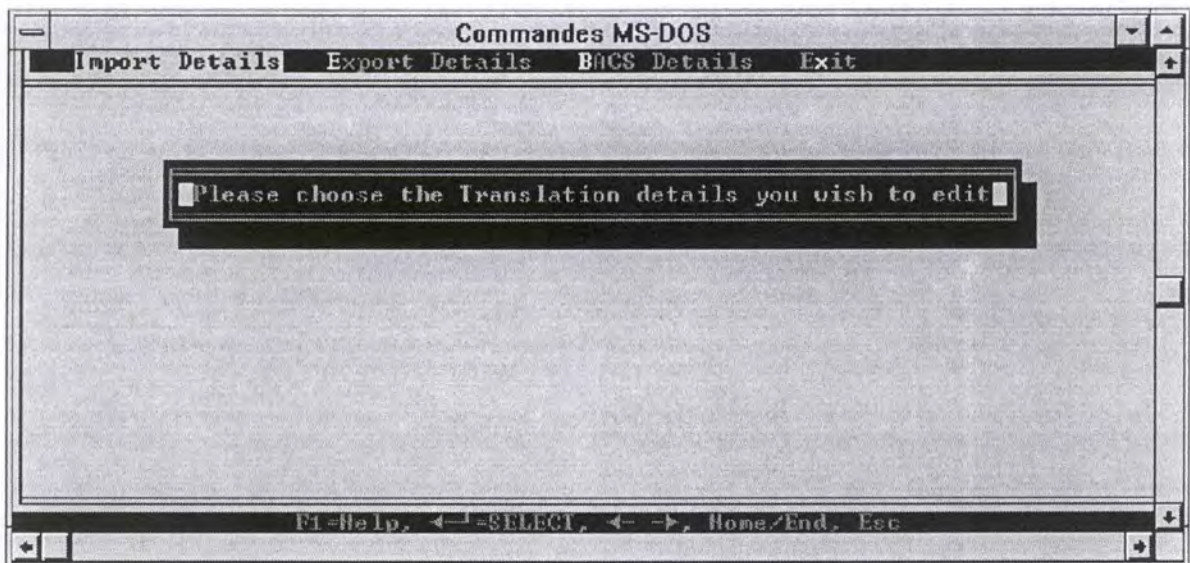 Commandes MS-DOS
Import Details Export Details BACS Details Exit
Please choose the Translation details you wish to edit
F1=Help, ◄─┘=SELECT, ◄─ ─►, Home/End, Esc